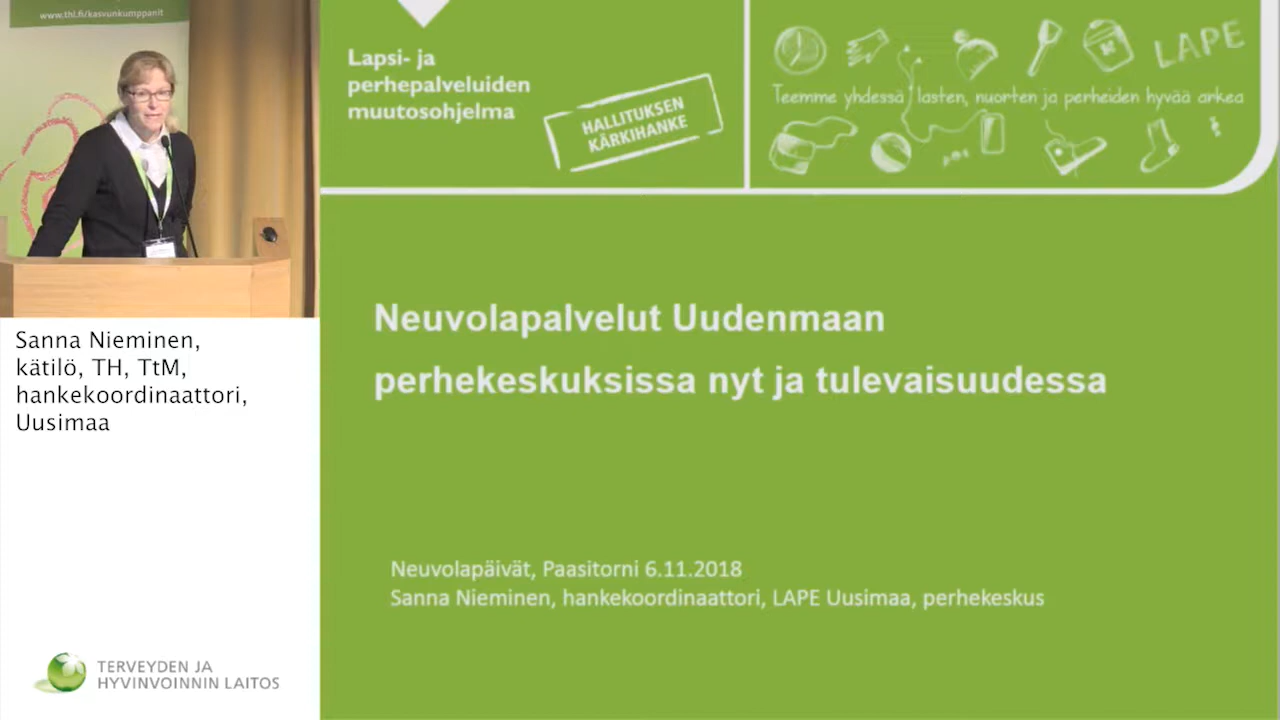 www.thl.fi/kasvunkumppanit
Lapsi- ja
perhepalveluiden
muutosohjelma
HALLITUKSEN
KÄRKIHANKE
LAPE
Teemme yhdessä lasten, nuorten ja perheiden hyvää arkea
Neuvolapalvelut Uudenmaan
perhekeskuksissa nyt ja tulevaisuudessa
Neuvolapäivät, Paasitorni 6.11.2018
Sanna Nieminen, hankekoordinaattori, LAPE Uusimaa, perhekeskus
Sanna Nieminen,
kätilö, TH, TtM,
hankekoordinaattori,
Uusimaa
TERVEYDEN JA
HYVINVOINNIN LAITOS